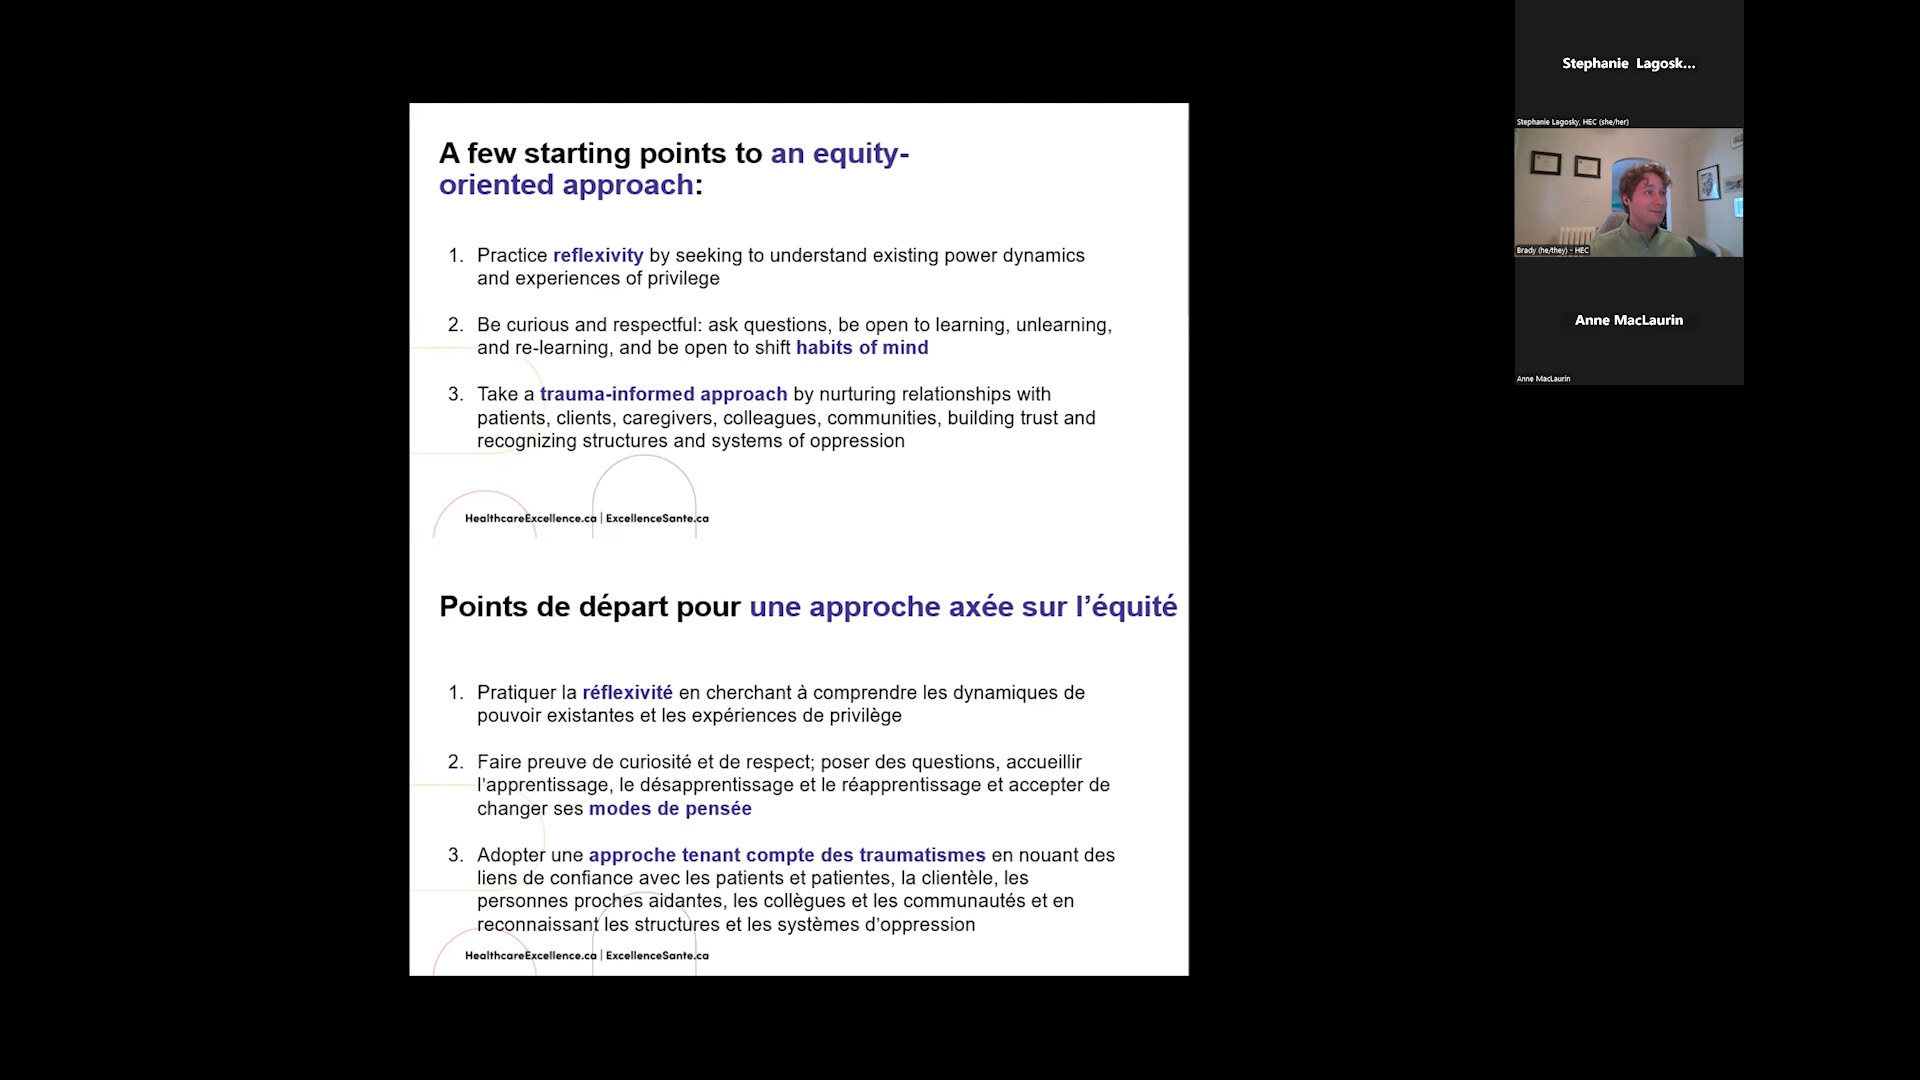 A few starting points to an equity-
oriented approach:
1. Practice reflexivity by seeking to understand existing power dynamics
and experiences of privilege
2. Be curious and respectful: ask questions, be open to learning, unlearning,
and re-learning, and be open to shift habits of mind
3. Take a trauma-informed approach by nurturing relationships with
patients, clients, caregivers, colleagues, communities, building trust and
recognizing structures and systems of oppression
HealthcareExcellence.ca | ExcellenceSante.ca
Points de départ pour une approche axée sur l’équité
1. Pratiquer la réflexivité en cherchant à comprendre les dynamiques de
pouvoir existantes et les expériences de privilège
2. Faire preuve de curiosité et de respect; poser des questions, accueillir
l’apprentissage, le désapprentissage et le réapprentissage et accepter de
changer ses modes de pensée
3. Adopter une approche tenant compte des traumatismes en nouant des
liens de confiance avec les patients et patientes, la clientèle, les
personnes proches aidantes, les collègues et les communautés et en
reconnaissant les structures et les systèmes d’oppression
HealthcareExcellence.ca | ExcellenceSante.ca
Stephanie Lagosk...
Stephanie Lagosky, HEC (she/her)
Brady (he/they) - HEC
Anne MacLaurin
Anne MacLaurin